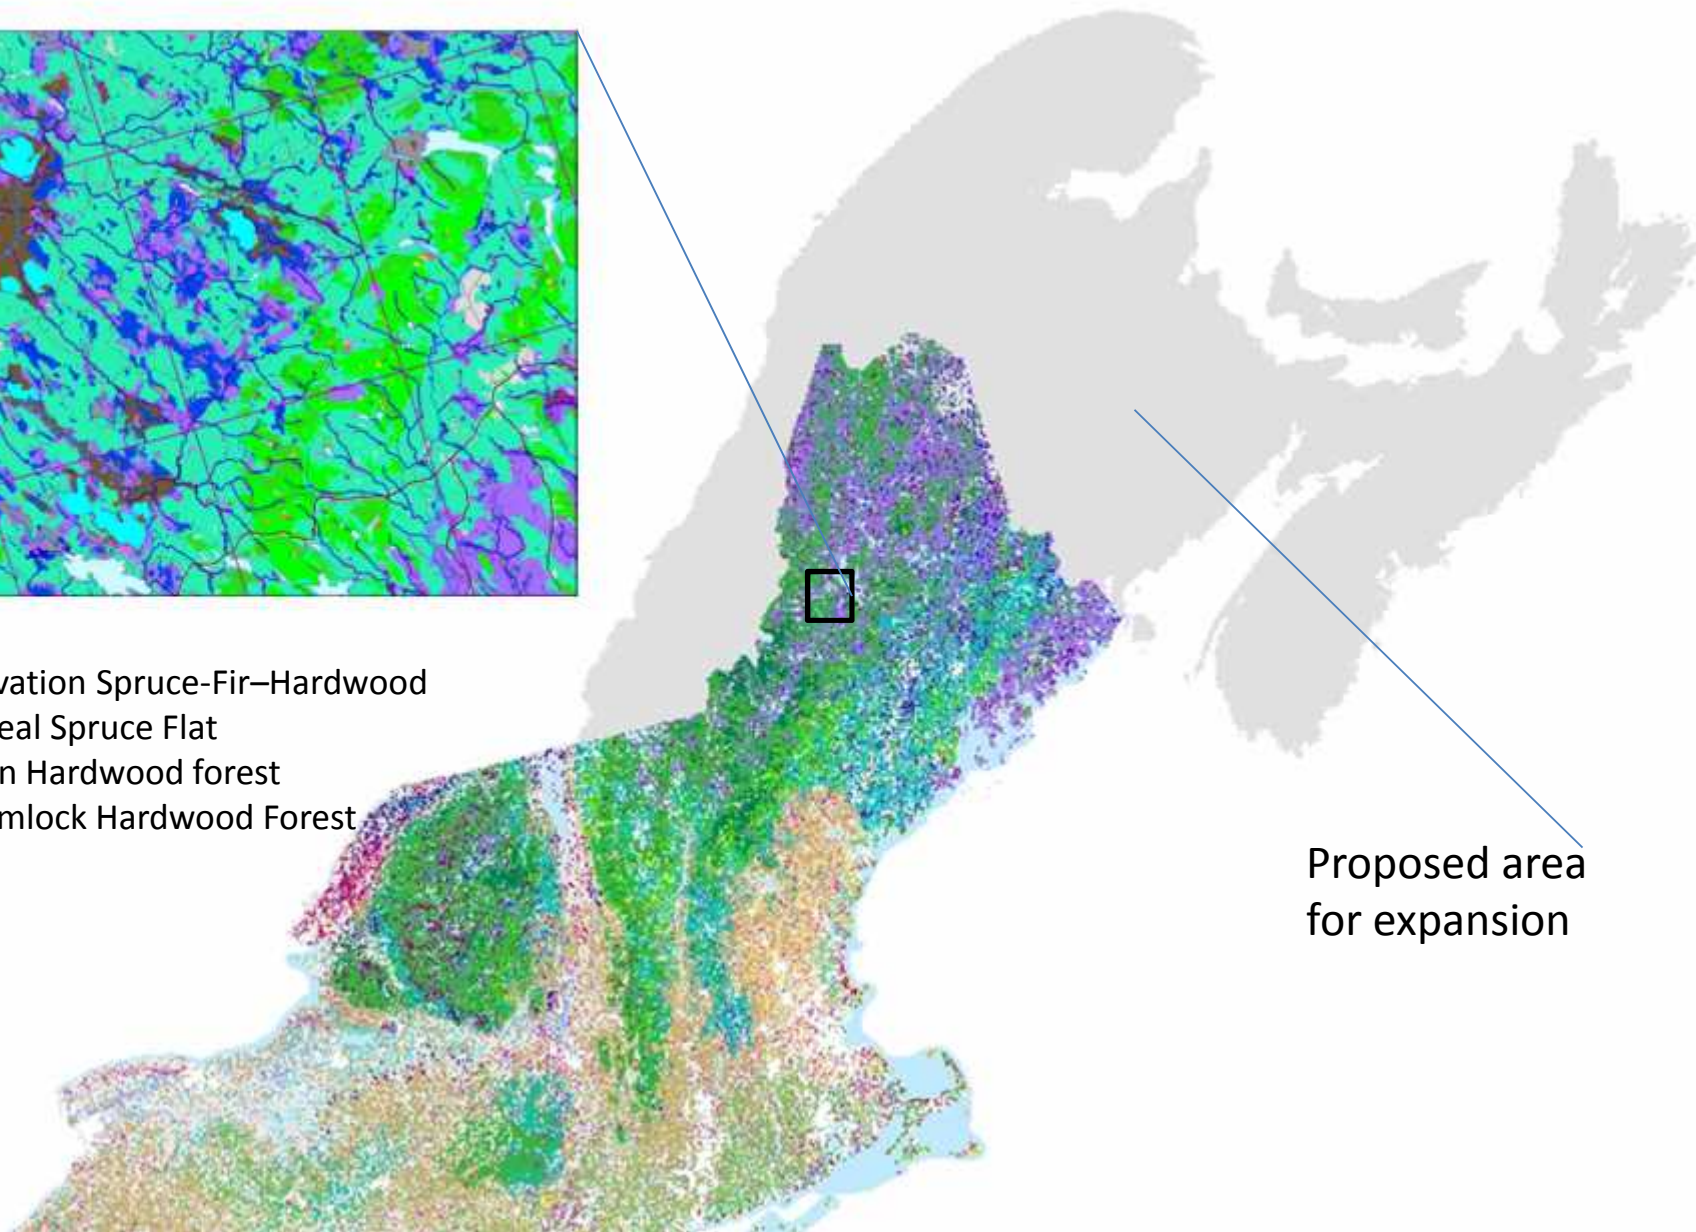 vation Spruce-Fir–Hardwood
eal Spruce Flat
n Hardwood forest
mlock Hardwood Forest
Proposed area
for expansion